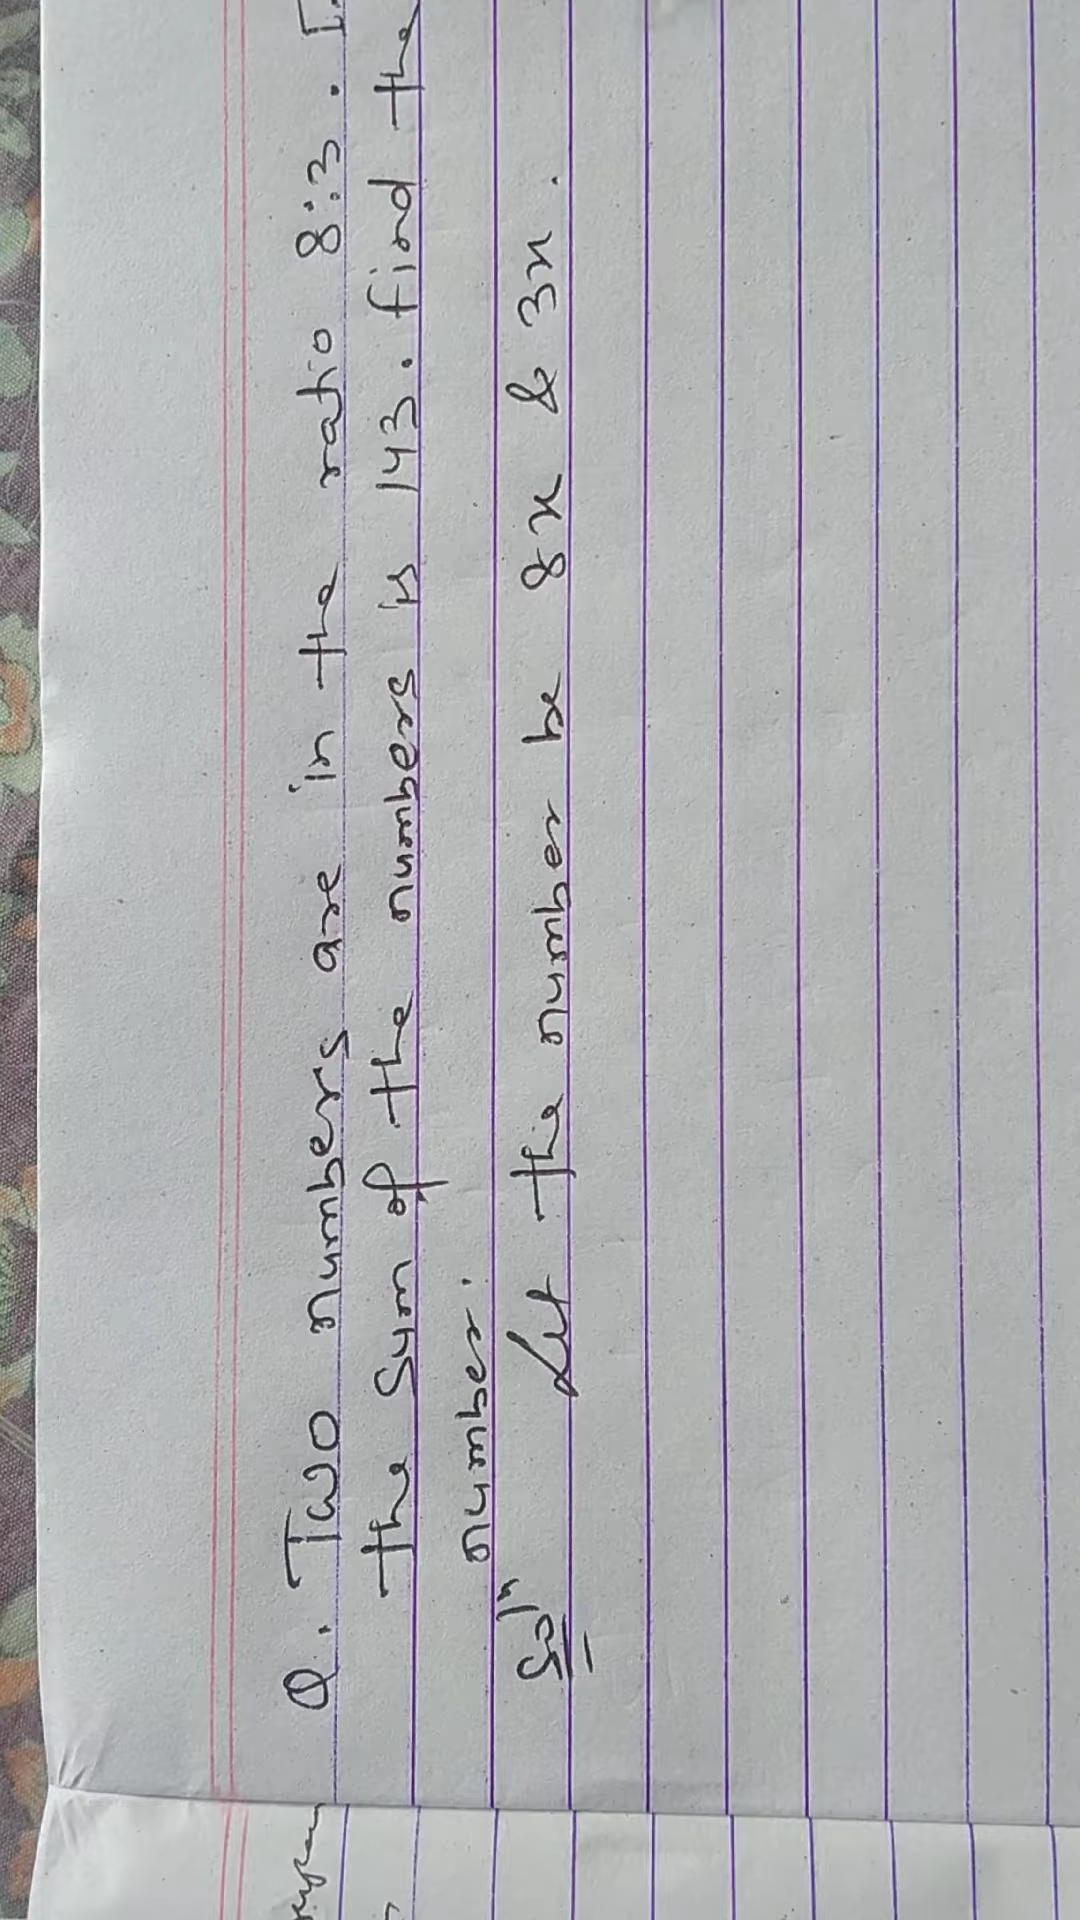 Q. Two numbers are in the ratio 8:3.
the sum of the numbers is 143. find the
number.
Solⁿ Let the number be 8x & 3x.